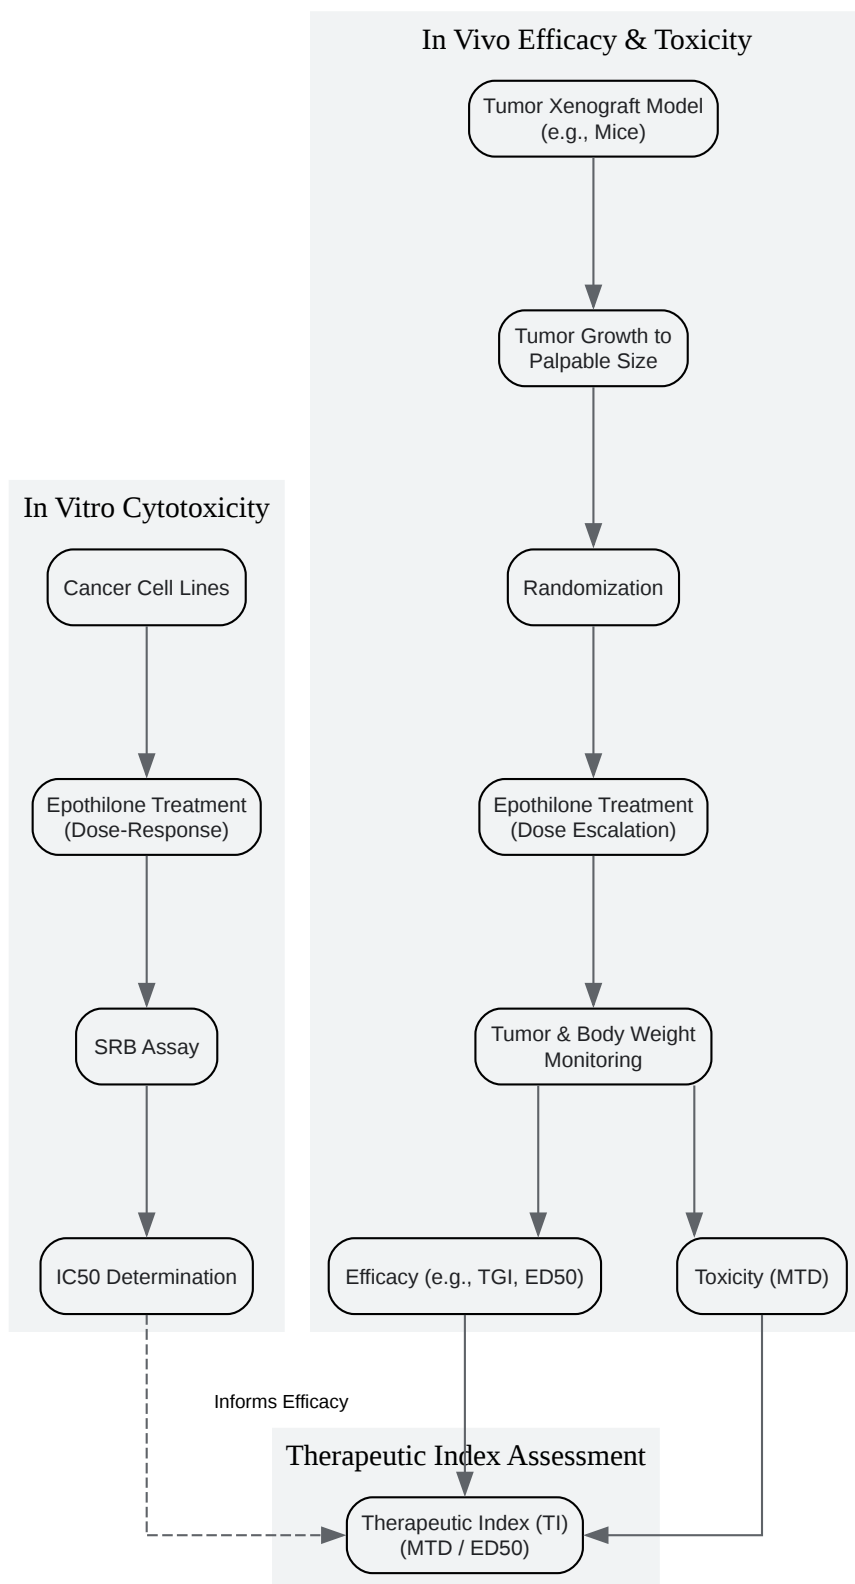 In Vivo Efficacy & Toxicity
Tumor Xenograft Model
(e.g., Mice)
Tumor Growth to
Palpable Size
Randomization
Epothilone Treatment
(Dose Escalation)
Tumor & Body Weight
Monitoring
Efficacy (e.g., TGI, ED50)
Toxicity (MTD)
In Vitro Cytotoxicity
Cancer Cell Lines
Epothilone Treatment
(Dose-Response)
SRB Assay
IC50 Determination
Informs Efficacy
Therapeutic Index Assessment
Therapeutic Index (TI)
(MTD / ED50)